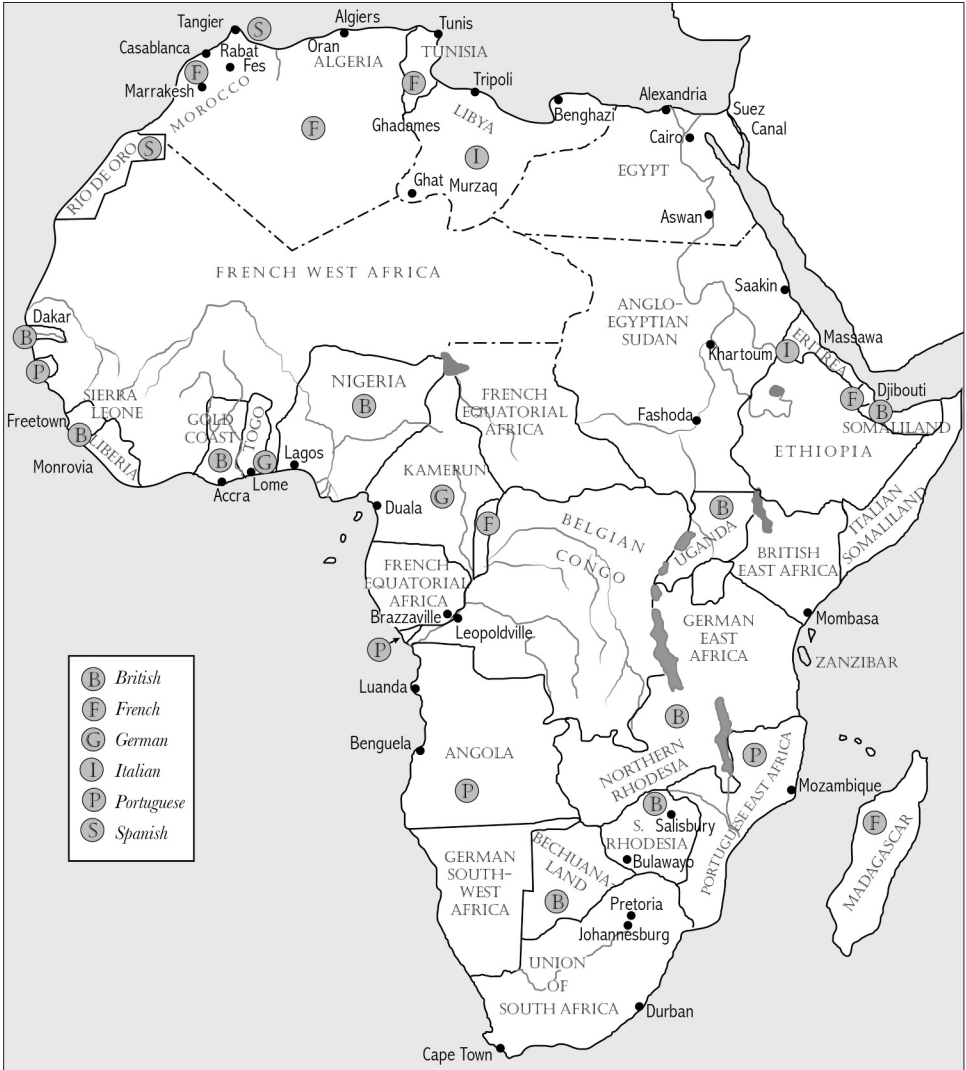 Tangier
S
Algiers
Tunis
Casablanca
Rabat
Oran
ALGERIA
TUNISIA
Fes
F
Marrakesh
MOROCCO
F
Tripoli
Alexandria
Suez
Canal
Benghazi
Ghadames
LIBYA
F
Cairo
S
I
EGYPT
RIO DE ORO
Ghat
Murzaq
Aswan
FRENCH WEST AFRICA
Saakin
Dakar
B
ANGLO-
EGYPTIAN
SUDAN
Massawa
ERITREA
Khartoum
I
P
SIERRA
LEONE
NIGERIA
B
FRENCH
EQUATORIAL
AFRICA
Djibouti
F
B
SOMALILAND
Freetown
B
GOLD
COAST
TOGO
Fashoda
LIBERIA
ETHIOPIA
Monrovia
B
G
Lagos
Accra
Lome
KAMERUN
G
Duala
F
BELGIAN
CONGO
B
UGANDA
ITALIAN
SOMALILAND
BRITISH
EAST AFRICA
FRENCH
EQUATORIAL
AFRICA
Brazzaville
Leopoldville
GERMAN
EAST
AFRICA
Mombasa
P
ZANZIBAR
B British
F French
G German
I Italian
P Portuguese
S Spanish
Luanda
B
Benguela
ANGOLA
P
NORTHERN
RHODESIA
P
PORTUGUESE EAST AFRICA
Mozambique
B
Salisbury
S.
RHODESIA
Bulawayo
F
MADAGASCAR
GERMAN
SOUTH-
WEST
AFRICA
BECHUANA-
LAND
B
Pretoria
Johannesburg
UNION
OF
SOUTH AFRICA
Durban
Cape Town